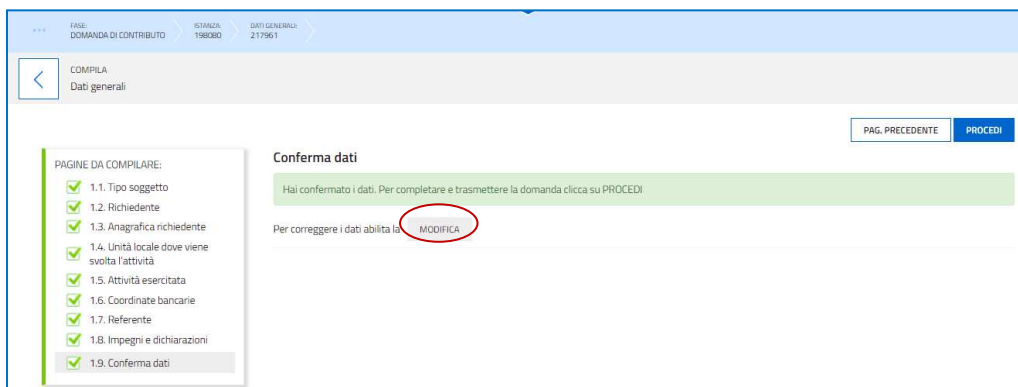 FASE:
DOMANDA DI CONTRIBUTO
ISTANZA:
198080
DATI GENERALI:
217961
COMPILA
Dati generali
PAG. PRECEDENTE
PROCEDI
PAGINE DA COMPILARE:
1.1. Tipo soggetto
1.2. Richiedente
1.3. Anagrafica richiedente
1.4. Unità locale dove viene
svolta l'attività
1.5. Attività esercitata
1.6. Coordinate bancarie
1.7. Referente
1.8. Impegni e dichiarazioni
1.9. Conferma dati
Conferma dati
Hai confermato i dati. Per completare e trasmettere la domanda clicca su PROCEDI
Per correggere i dati abilita la MODIFICA